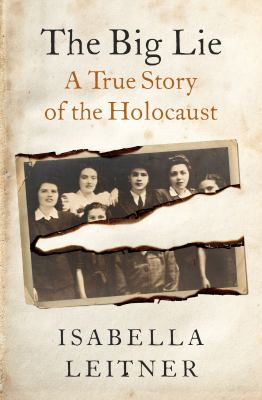 The Big Lie
A True Story
of the Holocaust
ISABELLA
LEITNER